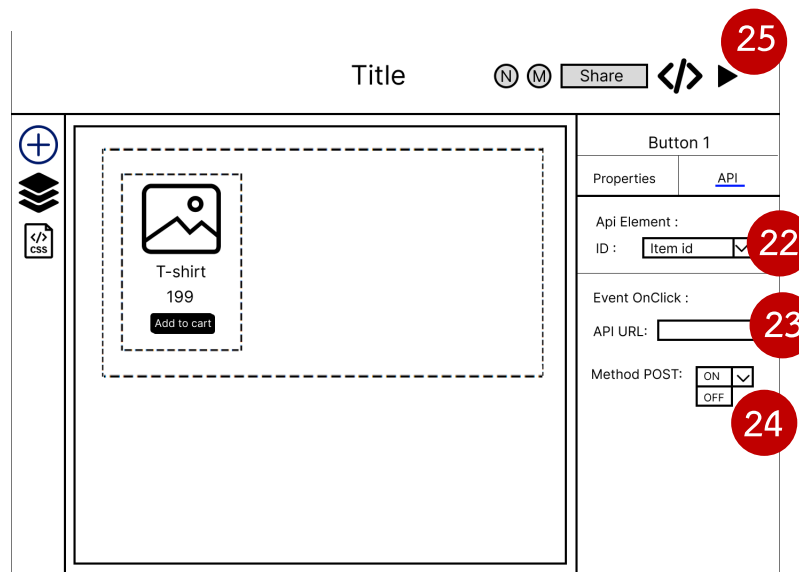 25
Title
N M Share </>
Button 1
Properties API
</>
CSS
Api Element :
ID : Item id
22
T-shirt
199
Add to cart
Event OnClick :
API URL:
23
Method POST: ON
OFF
24